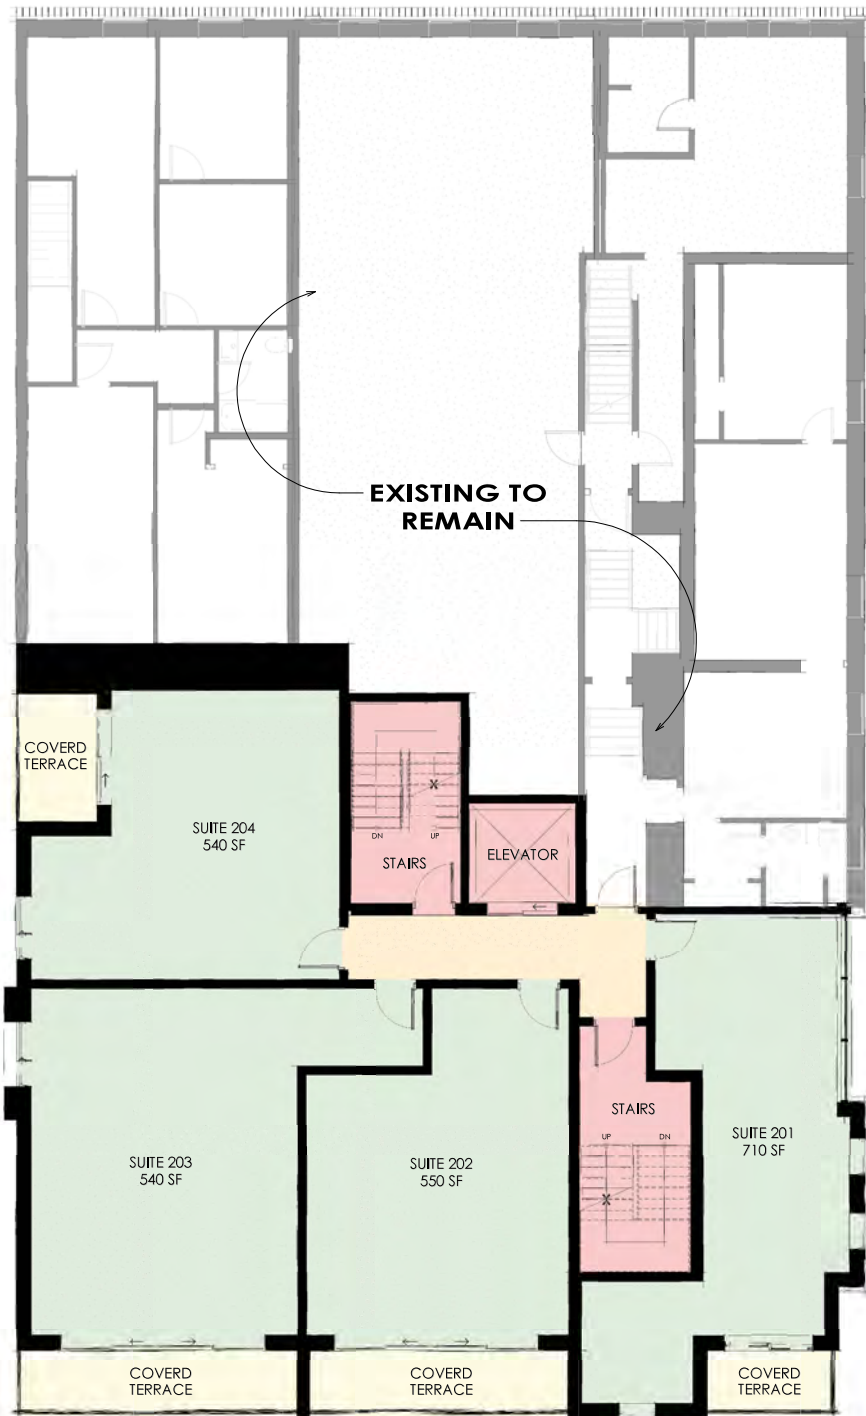 EXISTING TO
REMAIN
COVERD
TERRACE
SUITE 204
540 SF
DN
UP
STAIRS
ELEVATOR
STAIRS
UP
DN
SUITE 201
710 SF
SUITE 203
540 SF
SUITE 202
550 SF
COVERD
TERRACE
COVERD
TERRACE
COVERD
TERRACE